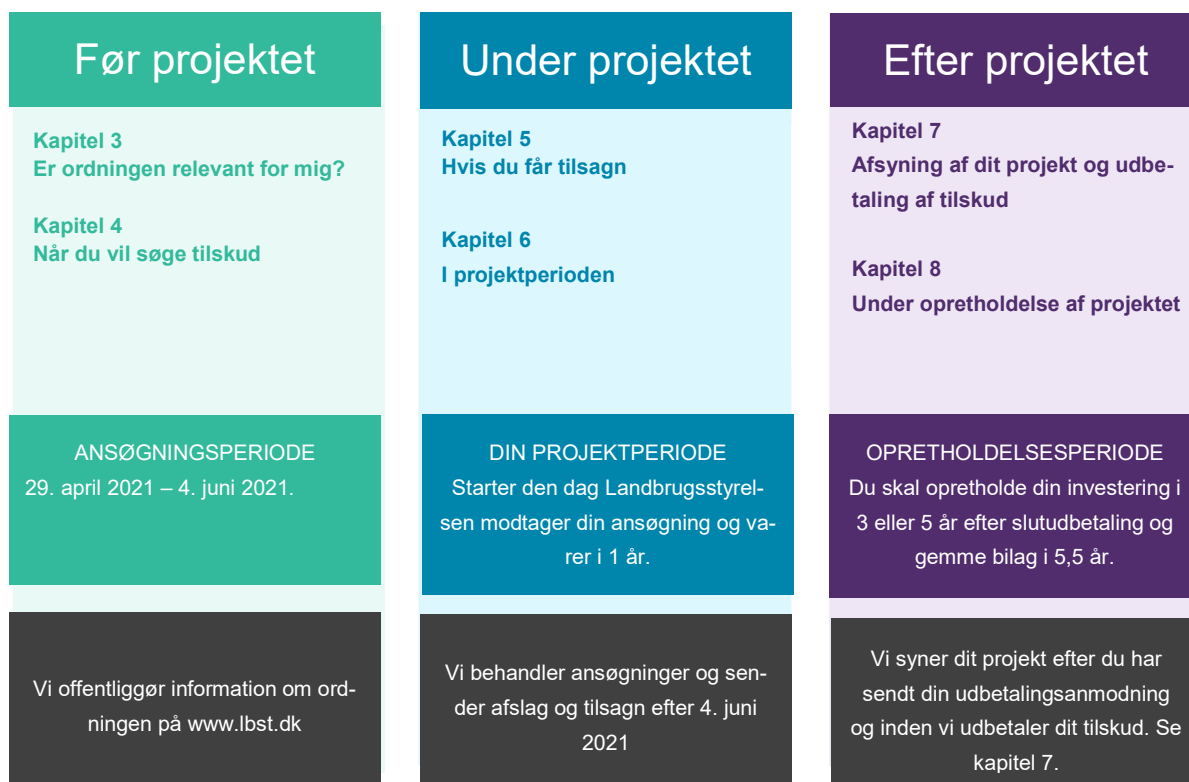 Før projektet
Kapitel 3
Er ordningen relevant for mig?
Kapitel 4
Når du vil søge tilskud
ANSØGNINGSPERIODE
29. april 2021 – 4. juni 2021.
Vi offentliggør information om ord-
ningen på www.lbst.dk
Under projektet
Kapitel 5
Hvis du får tilsagn
Kapitel 6
I projektperioden
DIN PROJEKTPERIODE
Starter den dag Landbrugsstyrel-
sen modtager din ansøgning og va-
rer i 1 år.
Vi behandler ansøgninger og sen-
der afslag og tilsagn efter 4. juni
2021
Efter projektet
Kapitel 7
Afsyning af dit projekt og udbe-
taling af tilskud
Kapitel 8
Under opretholdelse af projektet
OPRETHOLDELSESPERIODE
Du skal opretholde din investering i
3 eller 5 år efter slutudbetaling og
gemme bilag i 5,5 år.
Vi syner dit projekt efter du har
sendt din udbetalingsanmodning
og inden vi udbetaler dit tilskud. Se
kapitel 7.